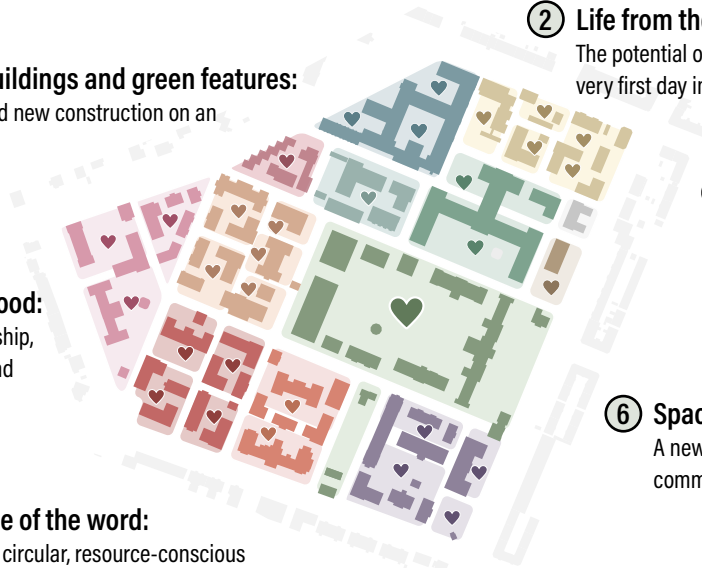 2 Life from the
The potential o
very first day in
uildings and green features:
d new construction on an
ood:
ship,
nd
6 Spac
A new
comm
e of the word:
circular, resource-conscious